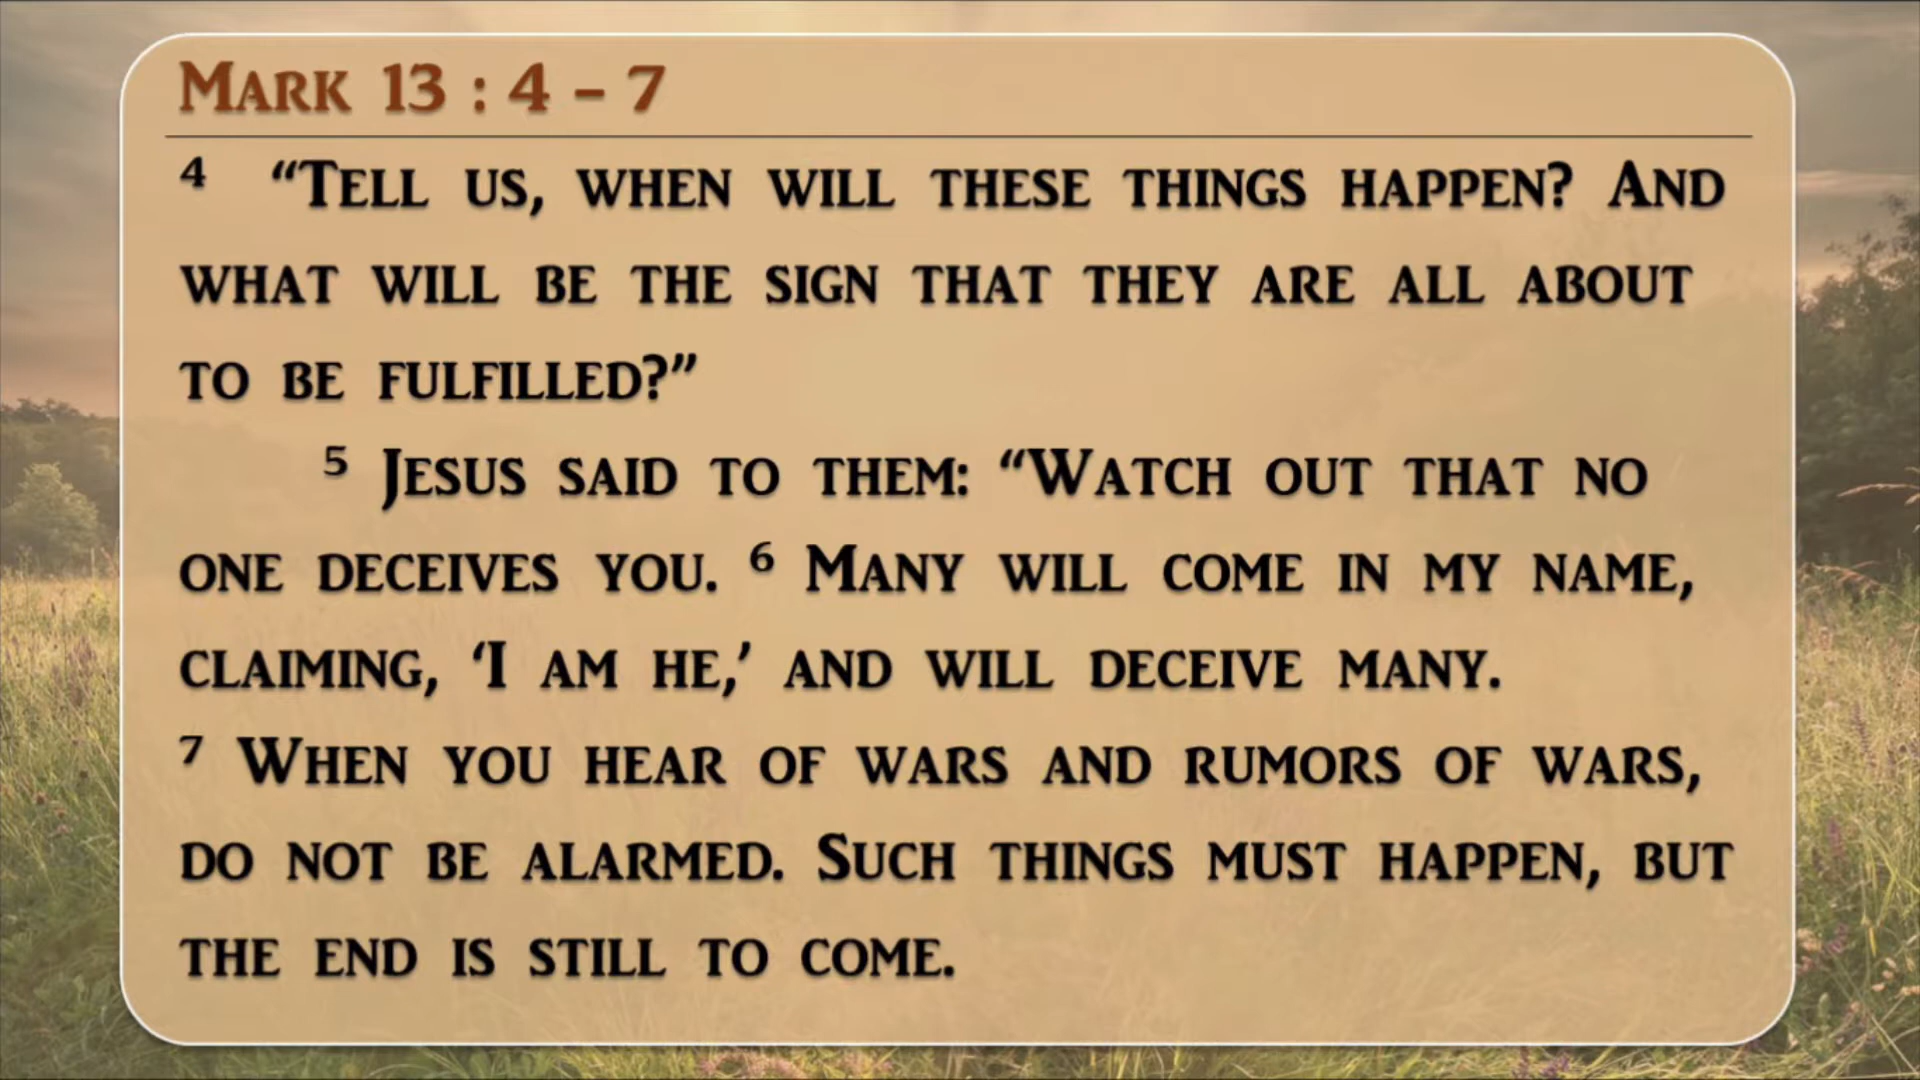 Mark 13 : 4 – 7
4 “Tell us, when will these things happen? And
what will be the sign that they are all about
to be fulfilled?”
5 Jesus said to them: “Watch out that no
one deceives you. 6 Many will come in my name,
claiming, ‘I am he,’ and will deceive many.
7 When you hear of wars and rumors of wars,
do not be alarmed. Such things must happen, but
the end is still to come.